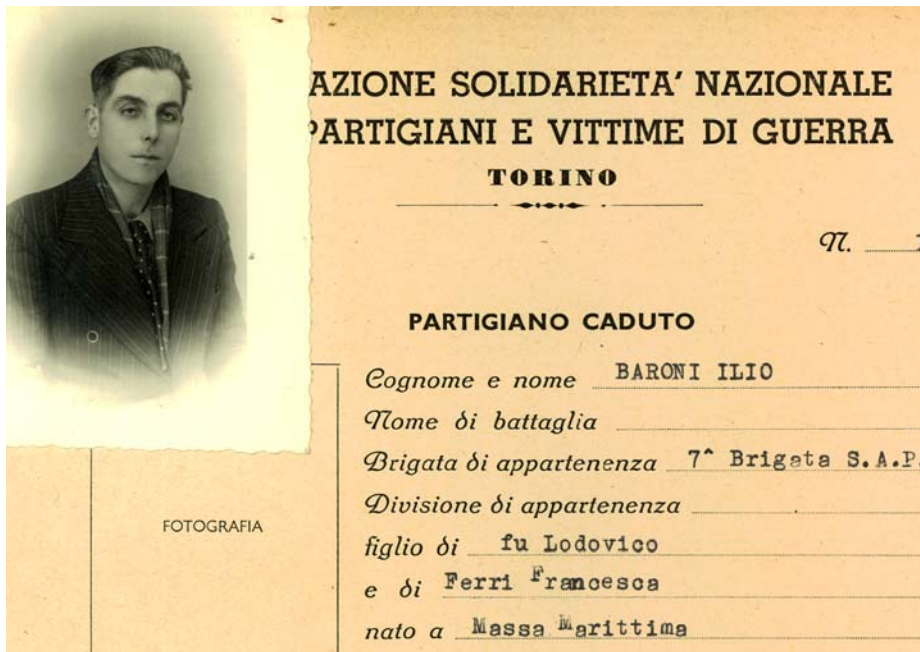 AZIONE SOLIDARIETA' NAZIONALE
PARTIGIANI E VITTIME DI GUERRA
TORINO
N.
PARTIGIANO CADUTO
Cognome e nome BARONI ILIO
Nome di battaglia
Brigata di appartenenza 7^ Brigata S.A.P.
Divisione di appartenenza
figlio di fu Lodovico
e di Ferri Francesca
nato a Massa Marittima
FOTOGRAFIA